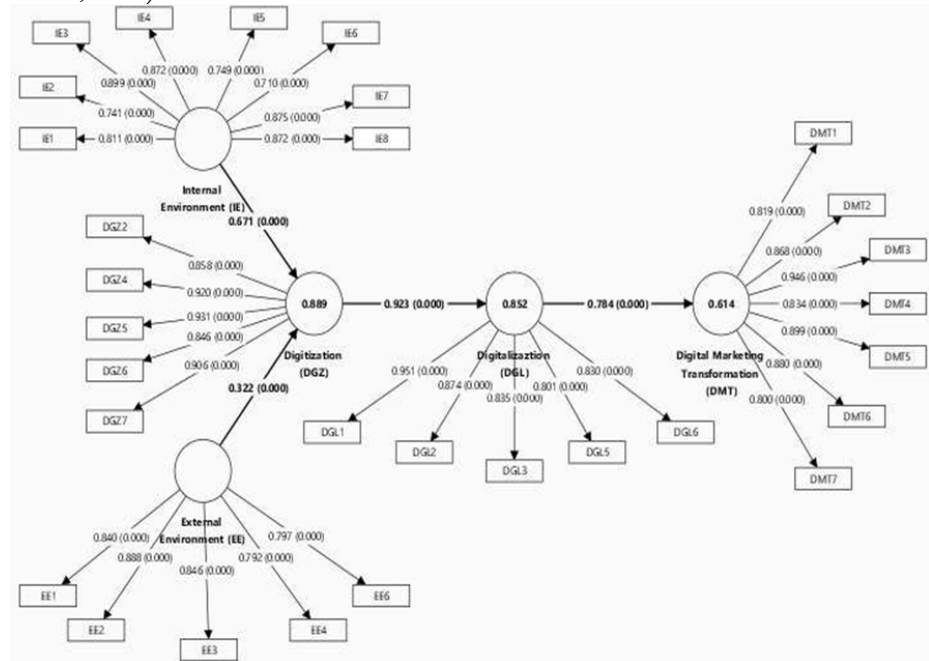 IE4
IE5
IE3
IE6
0.872 (0.000)
0.749 (0.000)
0.899 (0.000)
0.710 (0.000)
IE2
IE7
0.741 (0.000)
0.875 (0.000)
IE1
0.811 (0.000)
0.872 (0.000)
IE8
DMT1
Internal
Environment (IE)
0.671 (0.000)
DMT2
0.819 (0.000)
DGZ2
DMT3
0.868 (0.000)
0.858 (0.000)
0.946 (0.000)
DGZ4
0.920 (0.000)
0.889
0.923 (0.000)
0.852
0.784 (0.000)
0.614
0.834 (0.000)
DMT4
DGZ5
0.931 (0.000)
0.899 (0.000)
0.846 (0.000)
DMT5
DGZ6
0.906 (0.000)
Digitization
(DGZ)
Digitalizaztion
(DGL)
Digital Marketing
Transformation
(DMT)
0.880 (0.000)
0.951 (0.000)
0.830 (0.000)
0.874 (0.000)
0.801 (0.000)
0.322 (0.000)
0.835 (0.000)
0.800 (0.000)
DGZ7
DMT6
DGL1
DGL6
DGL2
DGL5
DGL3
DMT7
External
Environment (EE)
0.840 (0.000)
0.797 (0.000)
0.888 (0.000)
0.792 (0.000)
0.846 (0.000)
EE1
EE6
EE2
EE4
EE3